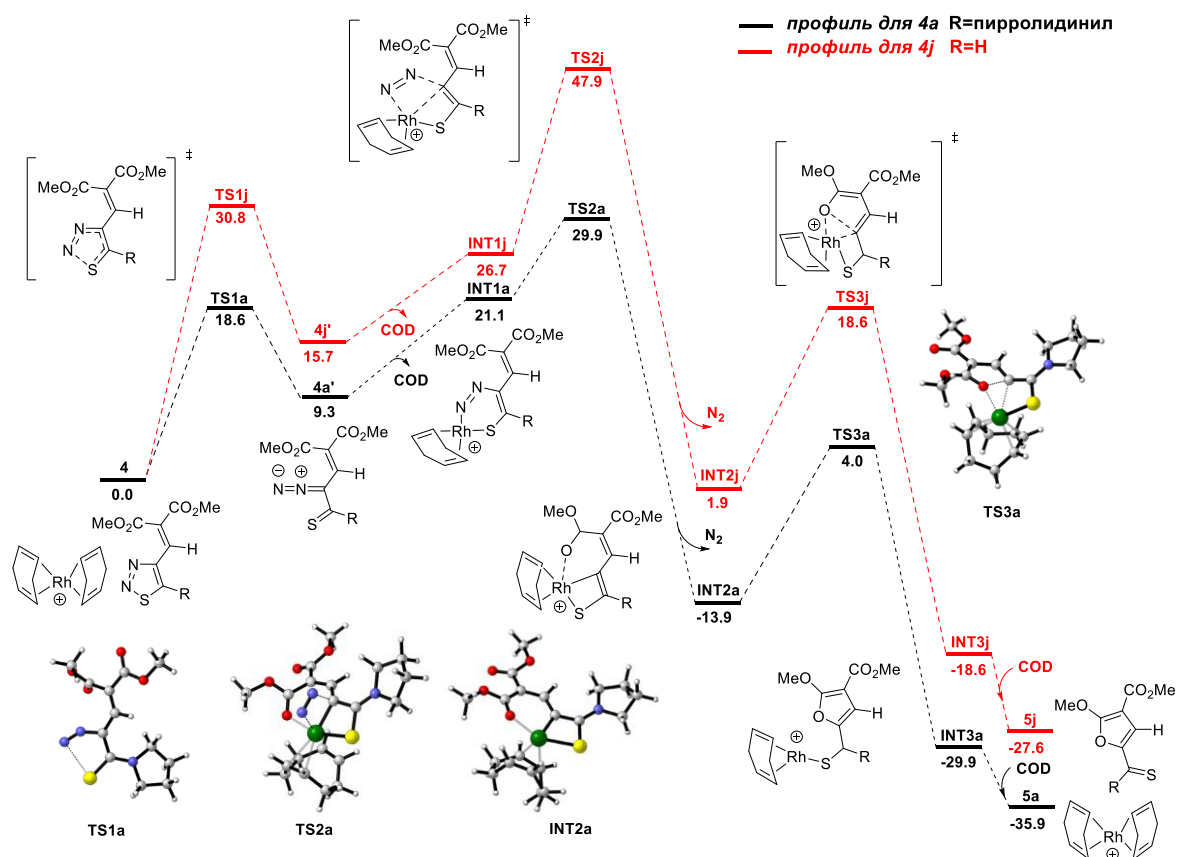 профиль для 4a R=пирролидинил
профиль для 4j R=H
‡
MeO₂C CO₂Me
H
N N
R
Rh S
⊕
TS2j
47.9
‡
MeO₂C CO₂Me
H
N
N
S R
TS1j
30.8
TS1a
18.6
4j'
15.7
COD
INT1j
26.7
INT1a
21.1
TS2a
29.9
4a'
9.3
COD
MeO₂C CO₂Me
H
N
N
Rh S R
⊕
CO₂Me
MeO₂C
⊖ ⊕
N=N
H
S R
4
0.0
Rh
⊕
CO₂Me
MeO₂C
H
N
N
S R
‡
MeO CO₂Me
O
H
⊕
Rh
S R
TS3j
18.6
N₂
INT2j
1.9
TS3a
4.0
N₂
INT2a
-13.9
MeO CO₂Me
O
H
Rh
⊕
S R
TS3a
INT3j
-18.6
COD
5j
-27.6
INT3a
-29.9
COD
5a
-35.9
CO₂Me
MeO
O
H
⊕
Rh
S R
CO₂Me
MeO
O
H
S
R
Rh
⊕
TS1a
TS2a
INT2a